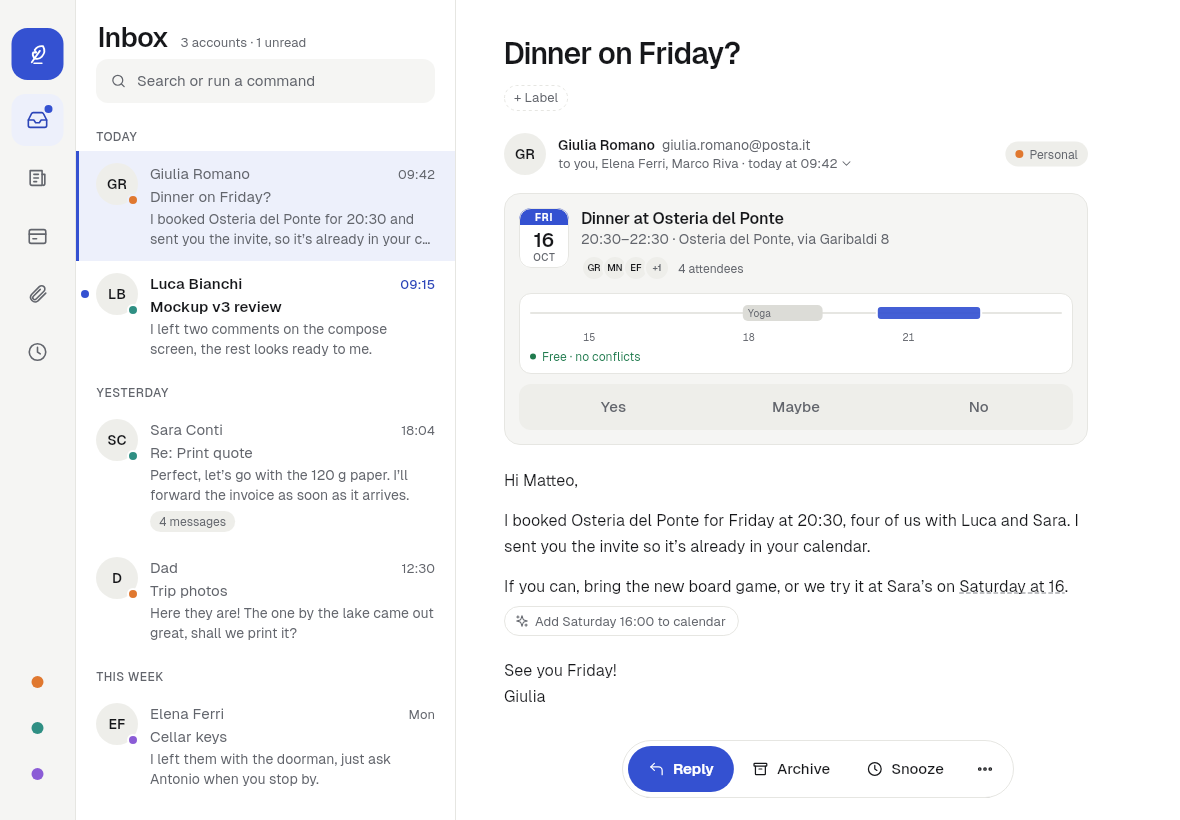 Inbox
3 accounts · 1 unread
Search or run a command
TODAY
GR
Giulia Romano
09:42
Dinner on Friday?
I booked Osteria del Ponte for 20:30 and
sent you the invite, so it's already in your c…
LB
Luca Bianchi
09:15
Mockup v3 review
I left two comments on the compose
screen, the rest looks ready to me.
YESTERDAY
SC
Sara Conti
18:04
Re: Print quote
Perfect, let's go with the 120 g paper. I'll
forward the invoice as soon as it arrives.
4 messages
D
Dad
12:30
Trip photos
Here they are! The one by the lake came out
great, shall we print it?
THIS WEEK
EF
Elena Ferri
Mon
Cellar keys
I left them with the doorman, just ask
Antonio when you stop by.
Dinner on Friday?
+ Label
GR
Giulia Romano giulia.romano@posta.it
to you, Elena Ferri, Marco Riva · today at 09:42
Personal
FRI
16
OCT
Dinner at Osteria del Ponte
20:30–22:30 · Osteria del Ponte, via Garibaldi 8
GR MN EF +1 4 attendees
Yoga
15 18 21
Free · no conflicts
Yes Maybe No
Hi Matteo,
I booked Osteria del Ponte for Friday at 20:30, four of us with Luca and Sara. I
sent you the invite so it's already in your calendar.
If you can, bring the new board game, or we try it at Sara's on Saturday at 16.
Add Saturday 16:00 to calendar
See you Friday!
Giulia
Reply Archive Snooze